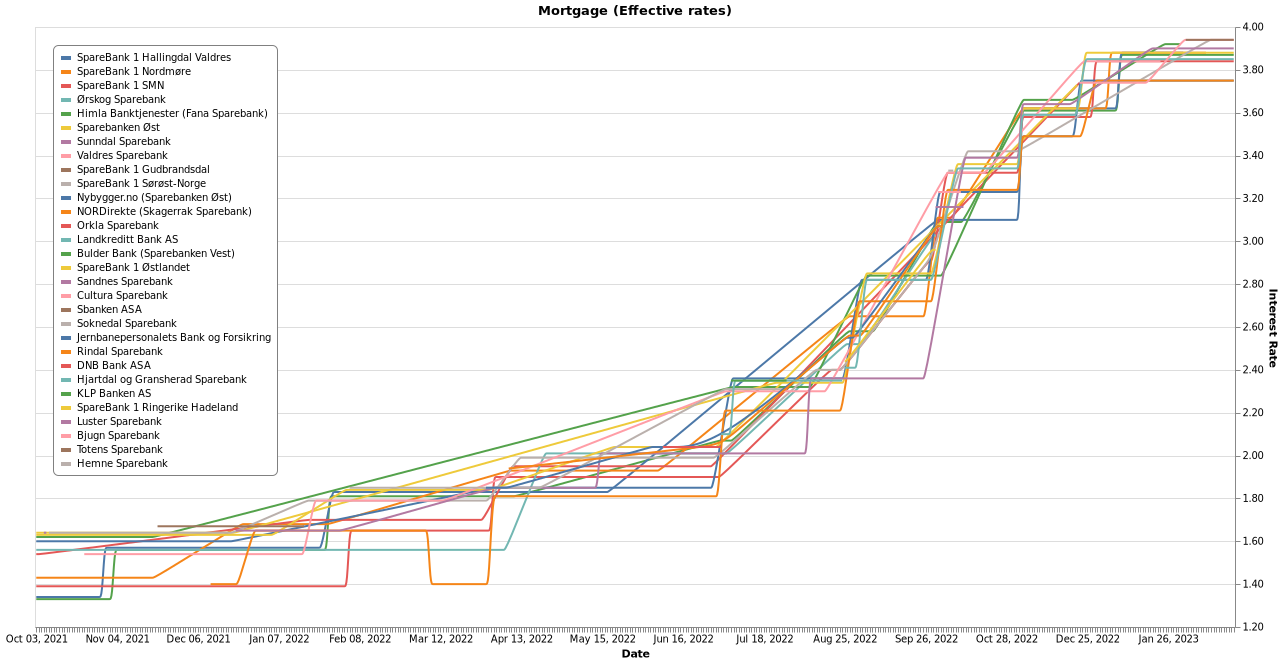 Mortgage (Effective rates)
SpareBank 1 Hallingdal Valdres
SpareBank 1 Nordmøre
SpareBank 1 SMN
Ørskog Sparebank
Himla Banktjenester (Fana Sparebank)
Sparebanken Øst
Sunndal Sparebank
Valdres Sparebank
SpareBank 1 Gudbrandsdal
SpareBank 1 Sørøst-Norge
Nybygger.no (Sparebanken Øst)
NORDirekte (Skagerrak Sparebank)
Orkla Sparebank
Landkreditt Bank AS
Bulder Bank (Sparebanken Vest)
SpareBank 1 Østlandet
Sandnes Sparebank
Cultura Sparebank
Sbanken ASA
Soknedal Sparebank
Jernbanepersonalets Bank og Forsikring
Rindal Sparebank
DNB Bank ASA
Hjartdal og Gransherad Sparebank
KLP Banken AS
SpareBank 1 Ringerike Hadeland
Luster Sparebank
Bjugn Sparebank
Totens Sparebank
Hemne Sparebank
4.00
3.80
3.60
3.40
3.20
3.00
2.80
2.60
2.40
2.20
2.00
1.80
1.60
1.40
1.20
Interest Rate
Oct 03, 2021 Nov 04, 2021 Dec 06, 2021 Jan 07, 2022 Feb 08, 2022 Mar 12, 2022 Apr 13, 2022 May 15, 2022 Jun 16, 2022 Jul 18, 2022 Aug 25, 2022 Sep 26, 2022 Oct 28, 2022 Dec 25, 2022 Jan 26, 2023
Date